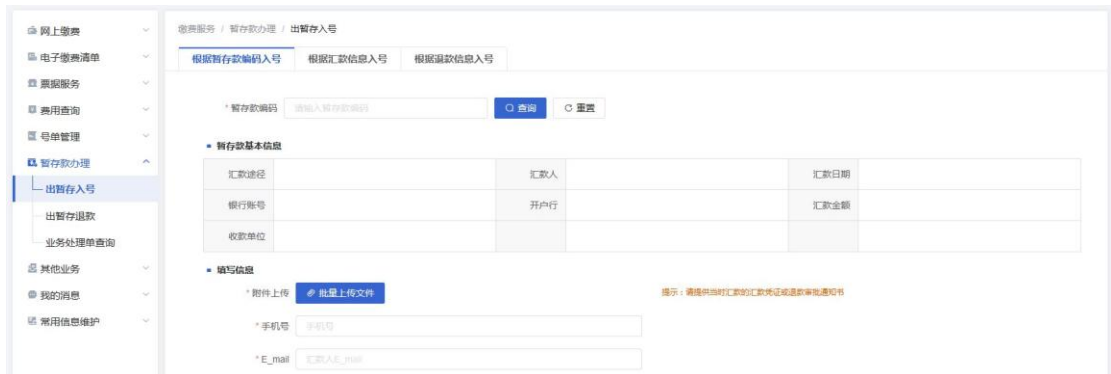 网上缴费
电子缴费清单
票据服务
费用查询
号单管理
暂存款办理
出暂存入号
出暂存退款
业务处理单查询
其他业务
我的消息
常用信息维护
缴费服务 / 暂存款办理 / 出暂存入号
根据暂存款编码入号 根据汇款信息入号 根据退款信息入号
* 暂存款编码 请输入暂存款编码 查询 重置
暂存款基本信息
汇款途径 汇款人 汇款日期
银行账号 开户行 汇款金额
收款单位
填写信息
* 附件上传 批量上传文件 提示：请提供当时汇款的汇款凭证或退款审批通知书
* 手机号 手机号
* E_mail 汇款人E_mail